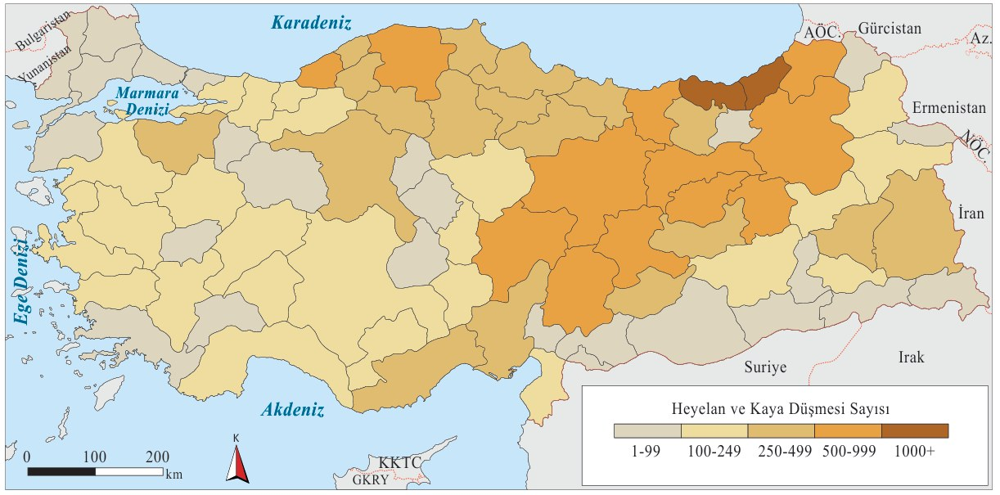 Karadeniz
Bulgaristan
Yunanistan
AÖC.
Gürcistan
Az.
Marmara
Denizi
Ermenistan
NÖC.
İran
Ege Denizi
Suriye
Irak
Akdeniz
Heyelan ve Kaya Düşmesi Sayısı
1-99 100-249 250-499 500-999 1000+
0 100 200
km
K
KKTC
GKRY